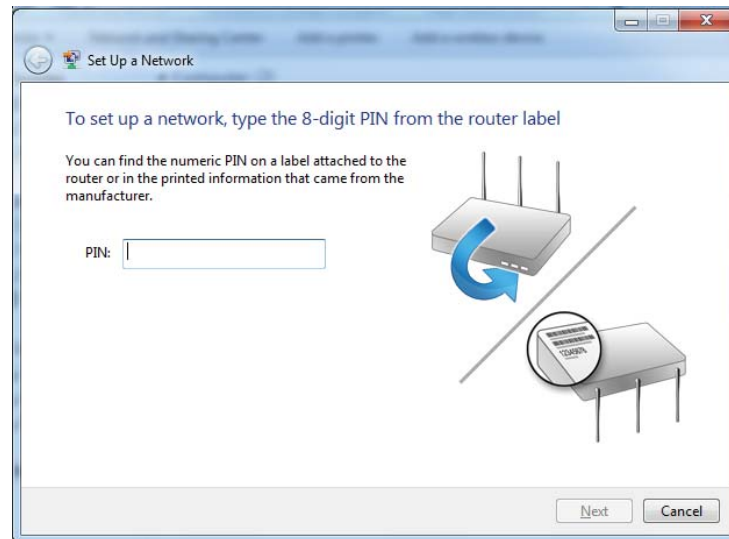 Set Up a Network
To set up a network, type the 8-digit PIN from the router label
You can find the numeric PIN on a label attached to the
router or in the printed information that came from the
manufacturer.
PIN:
12345678
Next
Cancel